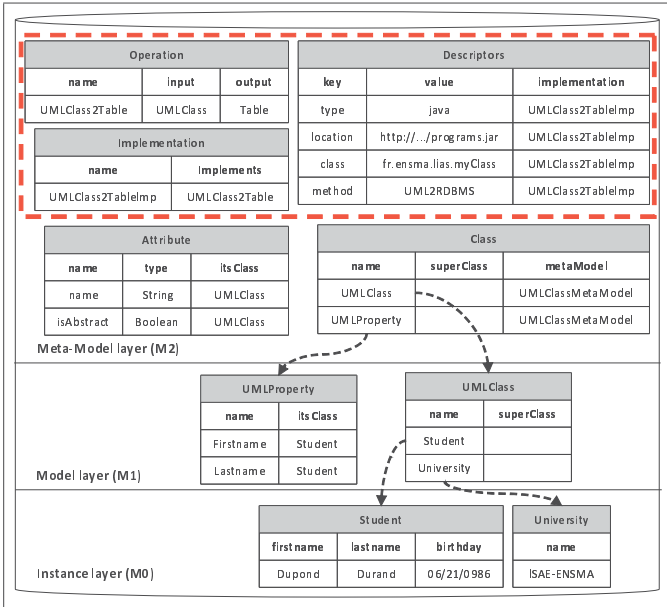 Operation
name input output
UMLClass2Table UMLClass Table
Implementation
name Implements
UMLClass2TableImp UMLClass2Table
Descriptors
key value implementation
type java UMLClass2TableImp
location http://.../programs.jar UMLClass2TableImp
class fr.ensma.lias.myClass UMLClass2TableImp
method UML2RDBMS UMLClass2TableImp
Attribute
name type itsClass
name String UMLClass
isAbstract Boolean UMLClass
Class
name superClass metaModel
UMLClass UMLClassMetaModel
UMLProperty UMLClassMetaModel
Meta-Model layer (M2)
UMLProperty
name itsClass
Firstname Student
Lastname Student
UMLClass
name superClass
Student
University
Model layer (M1)
Student
firstname lastname birthday
Dupond Durand 06/21/0986
University
name
ISAE-ENSMA
Instance layer (M0)